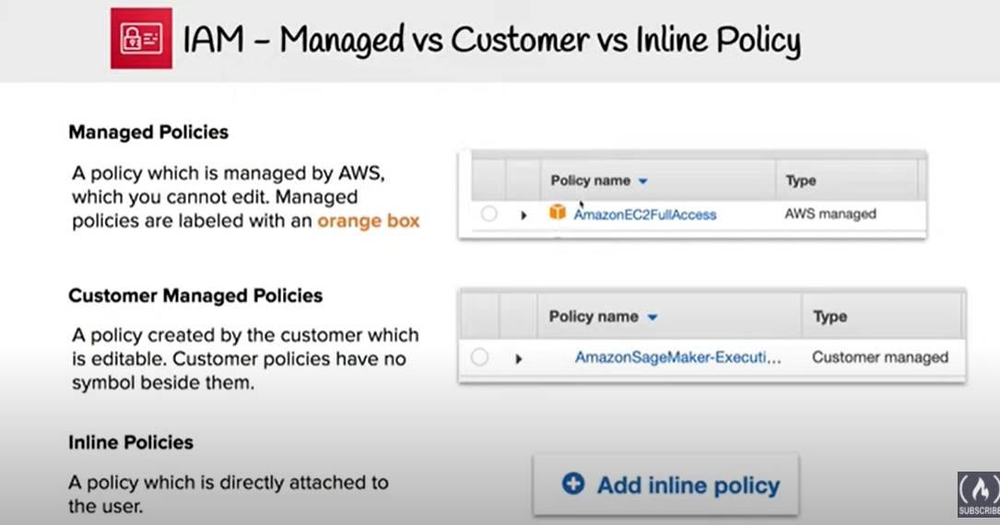 IAM – Managed vs Customer vs Inline Policy
Managed Policies
A policy which is managed by AWS,
which you cannot edit. Managed
policies are labeled with an orange box
Policy name Type
AmazonEC2FullAccess AWS managed
Customer Managed Policies
A policy created by the customer which
is editable. Customer policies have no
symbol beside them.
Policy name Type
AmazonSageMaker-Executi... Customer managed
Inline Policies
A policy which is directly attached to
the user.
Add inline policy
SUBSCRIBE